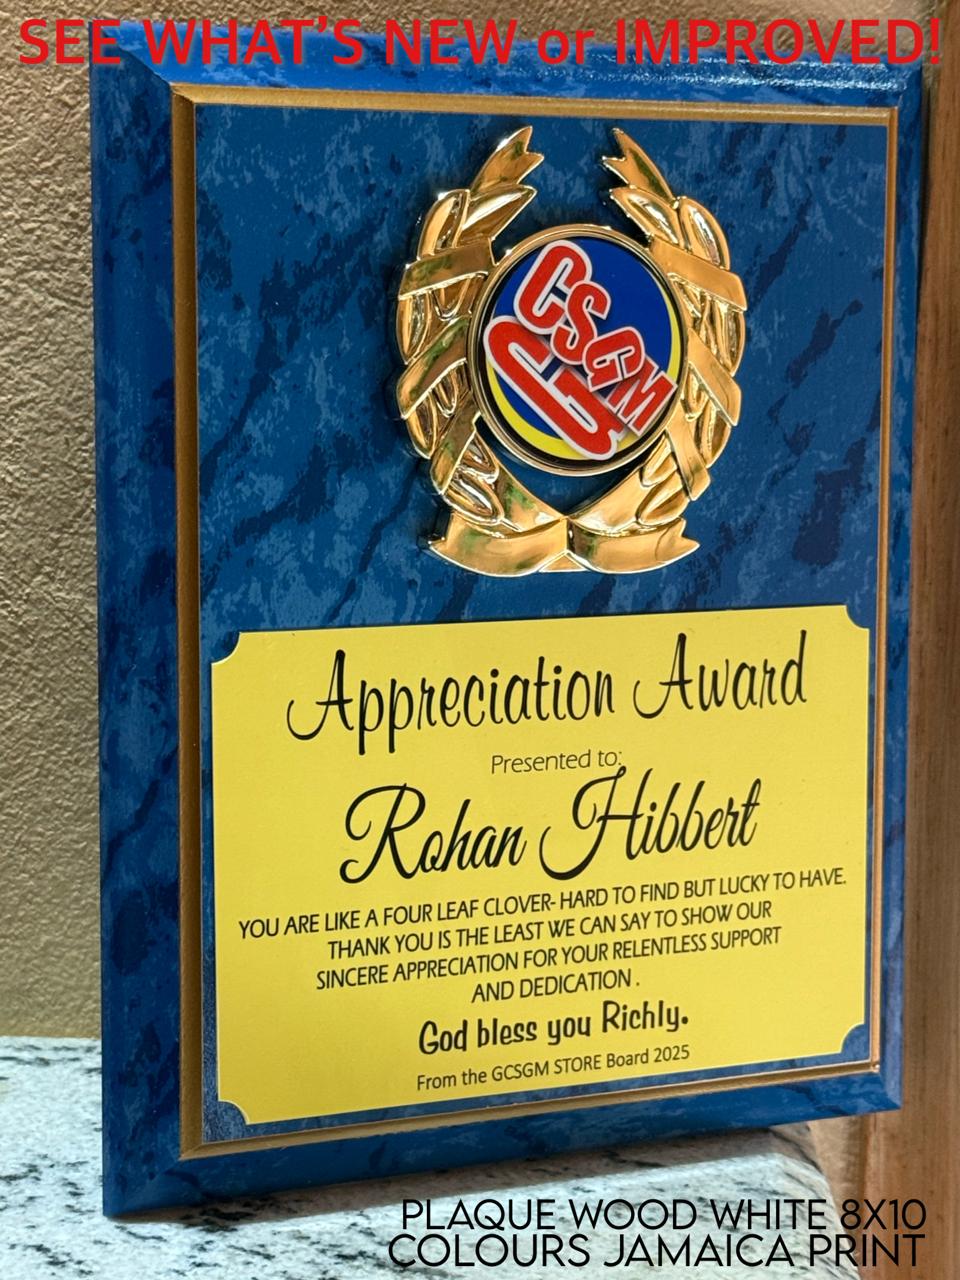 SEE WHAT'S NEW or IMPROVED!
CSGM
Appreciation Award
Presented to:
Rohan Hibbert
YOU ARE LIKE A FOUR LEAF CLOVER- HARD TO FIND BUT LUCKY TO HAVE.
THANK YOU IS THE LEAST WE CAN SAY TO SHOW OUR
SINCERE APPRECIATION FOR YOUR RELENTLESS SUPPORT
AND DEDICATION .
God bless you Richly.
From the GCSGM STORE Board 2025
PLAQUE WOOD WHITE 8X10
COLOURS JAMAICA PRINT